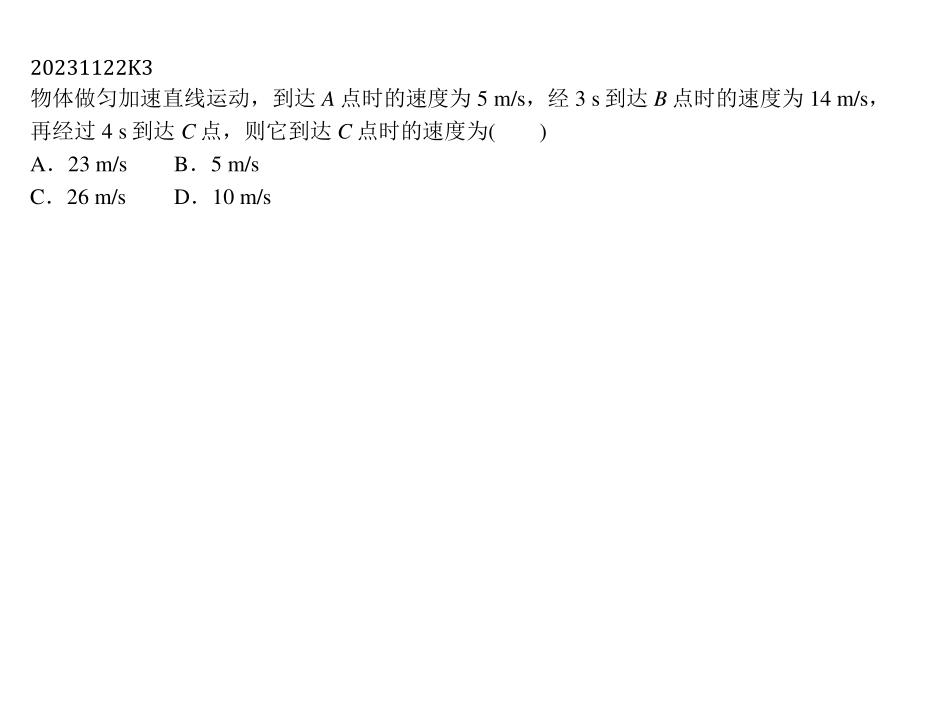 20231122K3
物体做匀加速直线运动，到达 A 点时的速度为 5 m/s，经 3 s 到达 B 点时的速度为 14 m/s，
再经过 4 s 到达 C 点，则它到达 C 点时的速度为(　　)
A．23 m/s　　B．5 m/s
C．26 m/s　　D．10 m/s